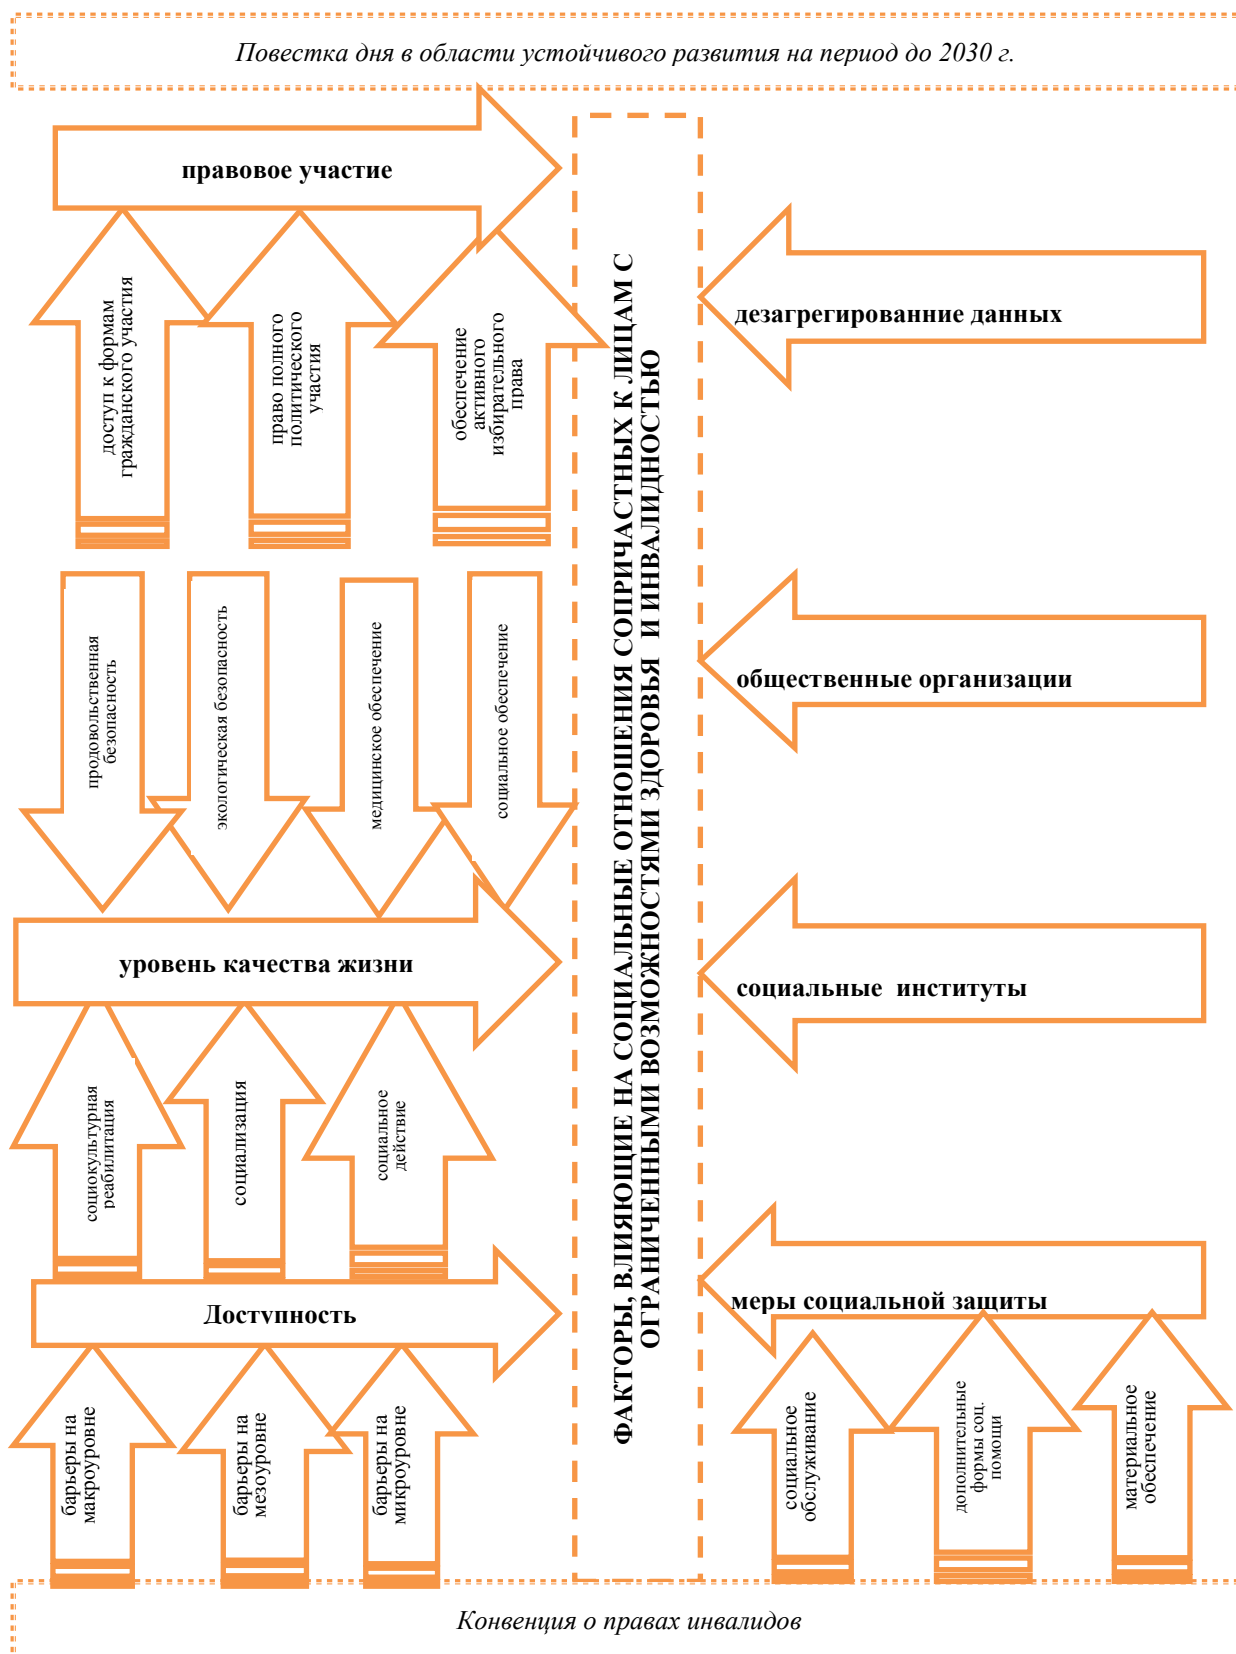 Повестка дня в области устойчивого развития на период до 2030 г.
правовое участие
доступ к формам
гражданского участия
право полного
политического
участия
обеспечение
активного
избирательного
права
продовольственная
безопасность
экологическая безопасность
медицинское обеспечение
социальное обеспечение
уровень качества жизни
социокультурная
реабилитация
социализация
социальное
действие
Доступность
барьеры на
макроуровне
барьеры на
мезоуровне
барьеры на
микроуровне
ФАКТОРЫ, ВЛИЯЮЩИЕ НА СОЦИАЛЬНЫЕ ОТНОШЕНИЯ СОПРИЧАСТНЫХ К ЛИЦАМ С
ОГРАНИЧЕННЫМИ ВОЗМОЖНОСТЯМИ ЗДОРОВЬЯ И ИНВАЛИДНОСТЬЮ
дезагрегированние данных
общественные организации
социальные институты
меры социальной защиты
социальное
обслуживание
дополнительные
формы соц.
помощи
материальное
обеспечение
Конвенция о правах инвалидов